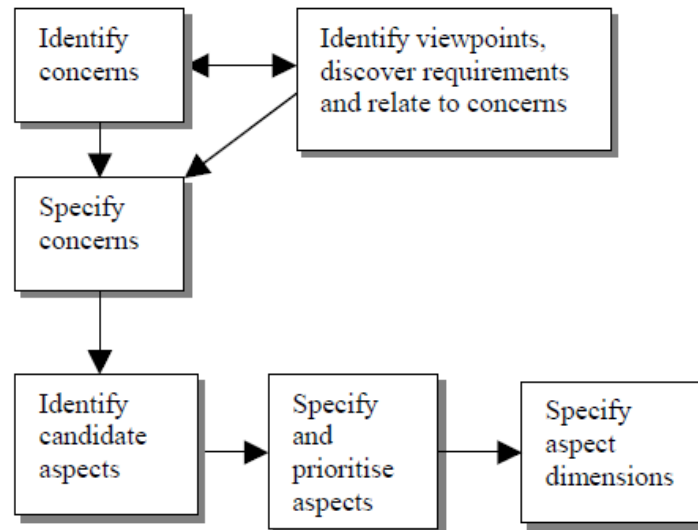 Identify
concerns
Identify viewpoints,
discover requirements
and relate to concerns
Specify
concerns
Identify
candidate
aspects
Specify
and
prioritise
aspects
Specify
aspect
dimensions